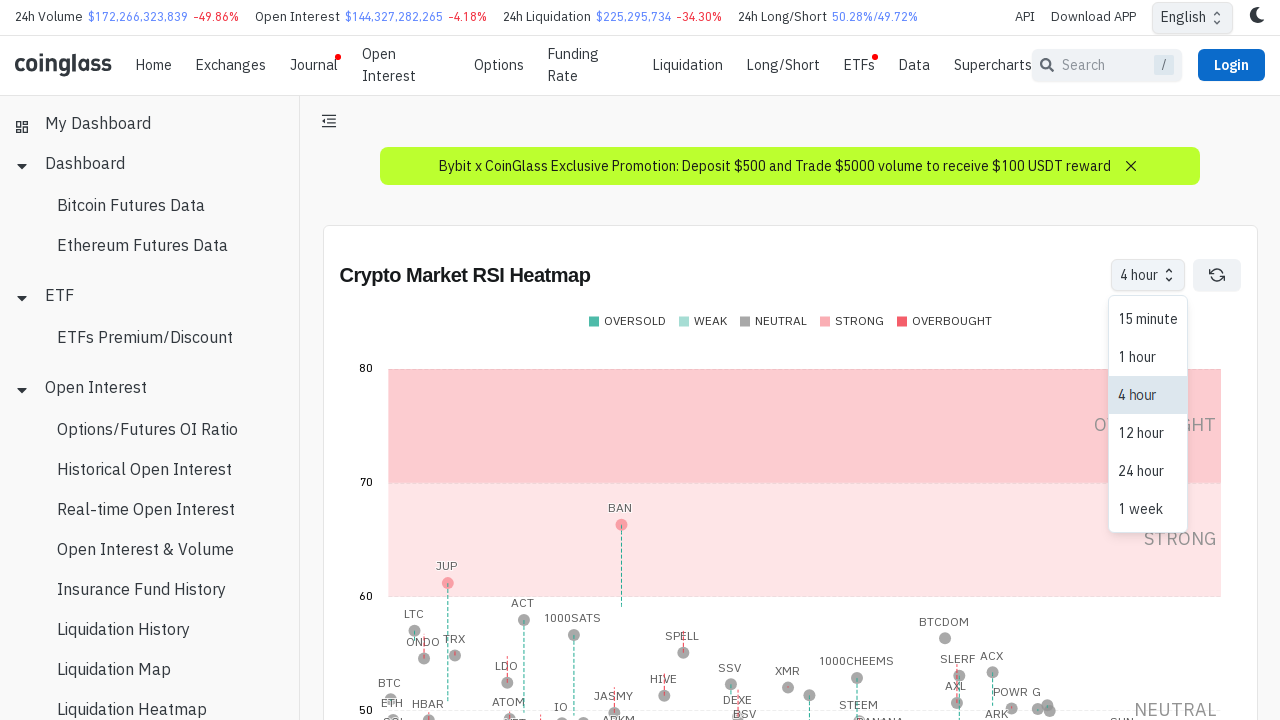 24h Volume $172,266,323,839 -49.86% Open Interest $144,327,282,265 -4.18% 24h Liquidation $225,295,734 -34.30% 24h Long/Short 50.28%/49.72% API Download APP English
coinglass Home Exchanges Journal Open Interest Options Funding Rate Liquidation Long/Short ETFs Data Supercharts Search / Login
My Dashboard
Dashboard
Bitcoin Futures Data
Ethereum Futures Data
ETF
ETFs Premium/Discount
Open Interest
Options/Futures OI Ratio
Historical Open Interest
Real-time Open Interest
Open Interest & Volume
Insurance Fund History
Liquidation History
Liquidation Map
Liquidation Heatmap
Bybit x CoinGlass Exclusive Promotion: Deposit $500 and Trade $5000 volume to receive $100 USDT reward
Crypto Market RSI Heatmap
4 hour
15 minute
1 hour
4 hour
12 hour
24 hour
1 week
OVERSOLD WEAK NEUTRAL STRONG OVERBOUGHT
80
70
BAN
STRONG
JUP
60
ACT
LTC 1000SATS
BTCDOM
ONDO TRX SPELL
1000CHEEMS SLERF ACX
LDO SSV XMR
BTC HIVE AXL
ETH HBAR ATOM JASMY DEXE STEEM POWR G
50 IO BSV ARK NEUTRAL
ARKM